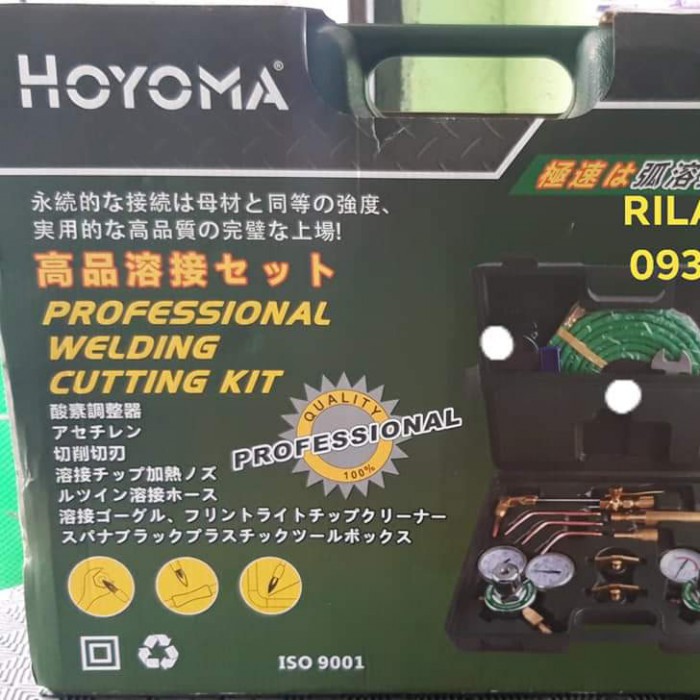 HOYOMA®
極速は弧溶
RILA
093
永続的な接続は母材と同等の強度、
実用的な高品質の完璧な上場!
高品溶接セット
PROFESSIONAL
WELDING
CUTTING KIT
酸素調整器
アセチレン
切削切刃
溶接チップ加熱ノズ
ルツイン溶接ホース
溶接ゴーグル、フリントライトチップクリーナー
スパナブラックプラスチックツールボックス
QUALITY
PROFESSIONAL
100%
ISO 9001